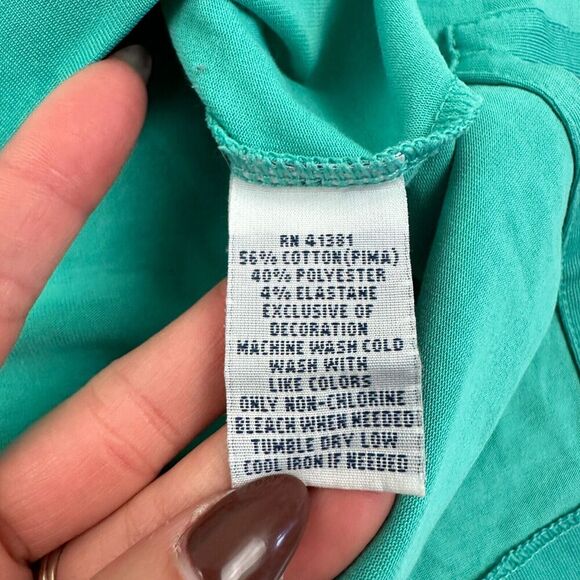 RN 41381
56% COTTON(PIMA)
40% POLYESTER
4% ELASTANE
EXCLUSIVE OF
DECORATION
MACHINE WASH COLD
WASH WITH
LIKE COLORS
ONLY NON-CHLORINE
BLEACH WHEN NEEDED
TUMBLE DRY LOW
COOL IRON IF NEEDED